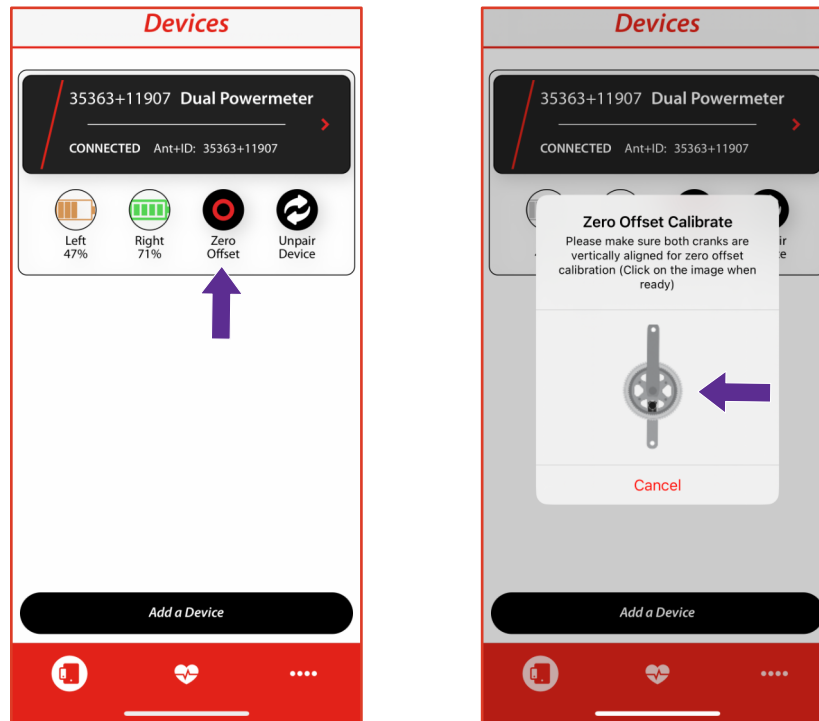 Devices
35363+11907 Dual Powermeter
CONNECTED Ant+ID: 35363+11907
Left
47%
Right
71%
Zero
Offset
Unpair
Device
Add a Device
Devices
35363+11907 Dual Powermeter
CONNECTED Ant+ID: 35363+11907
Zero Offset Calibrate
Please make sure both cranks are
vertically aligned for zero offset
calibration (Click on the image when
ready)
Cancel
Add a Device